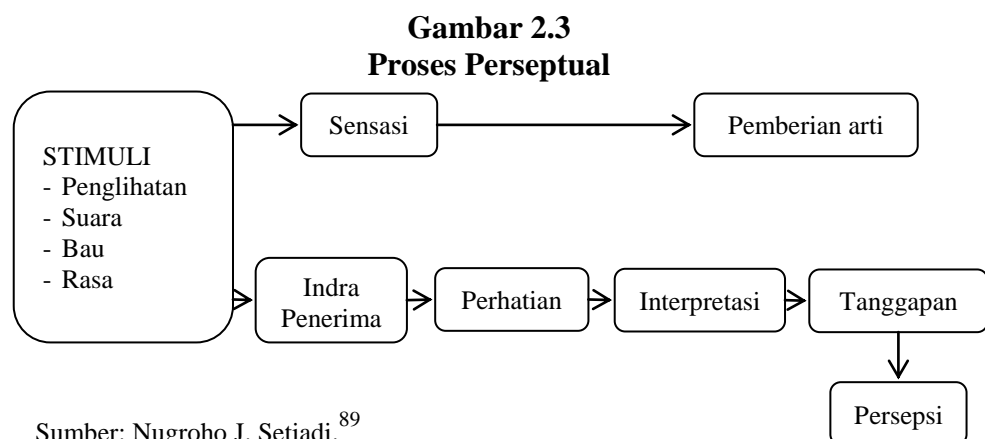 Gambar 2.3
Proses Perseptual
STIMULI
- Penglihatan
- Suara
- Bau
- Rasa
Sensasi
Pemberian arti
Indra
Penerima
Perhatian
Interpretasi
Tanggapan
Persepsi
Sumber: Nugroho J. Setiadi.89